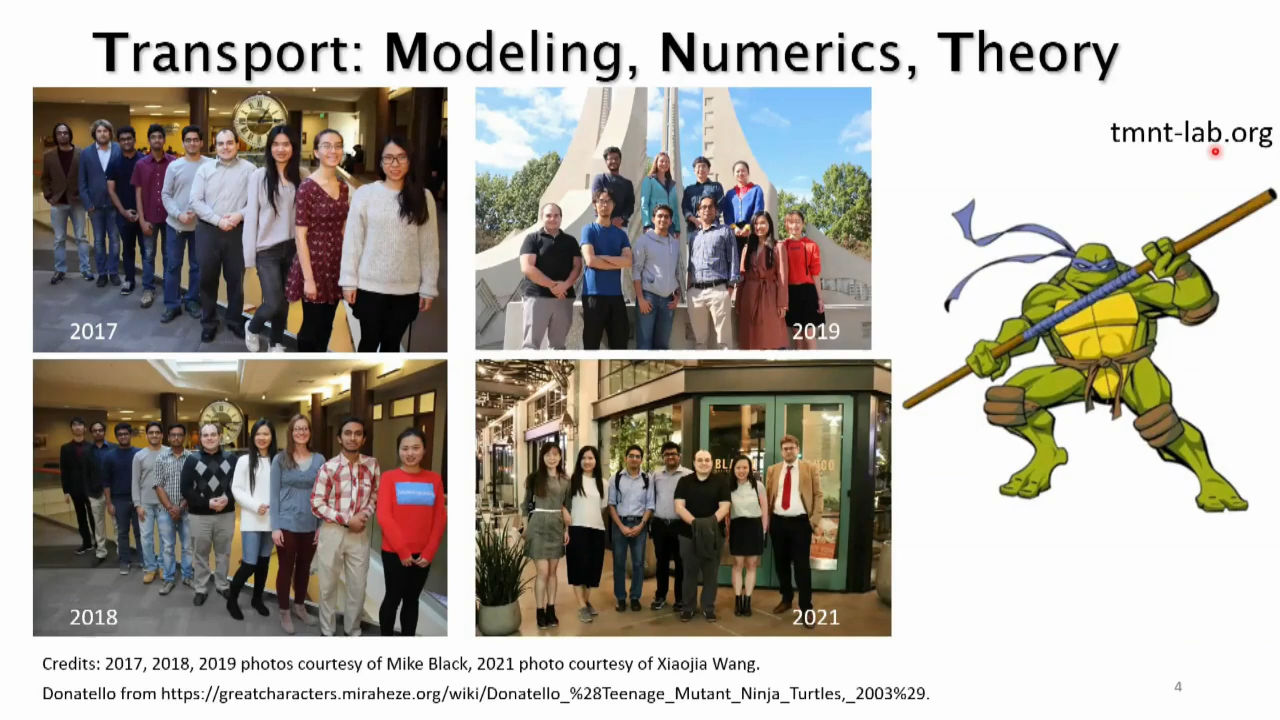 Transport: Modeling, Numerics, Theory
tmnt-lab.org
2017
2019
2018
2021
Credits: 2017, 2018, 2019 photos courtesy of Mike Black, 2021 photo courtesy of Xiaojia Wang.
Donatello from https://greatcharacters.miraheze.org/wiki/Donatello_%28Teenage_Mutant_Ninja_Turtles,_2003%29.
4